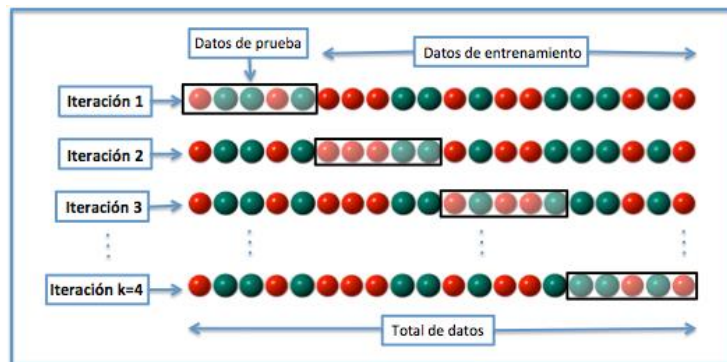 Datos de prueba
Datos de entrenamiento
Iteración 1
Iteración 2
Iteración 3
Iteración k=4
Total de datos